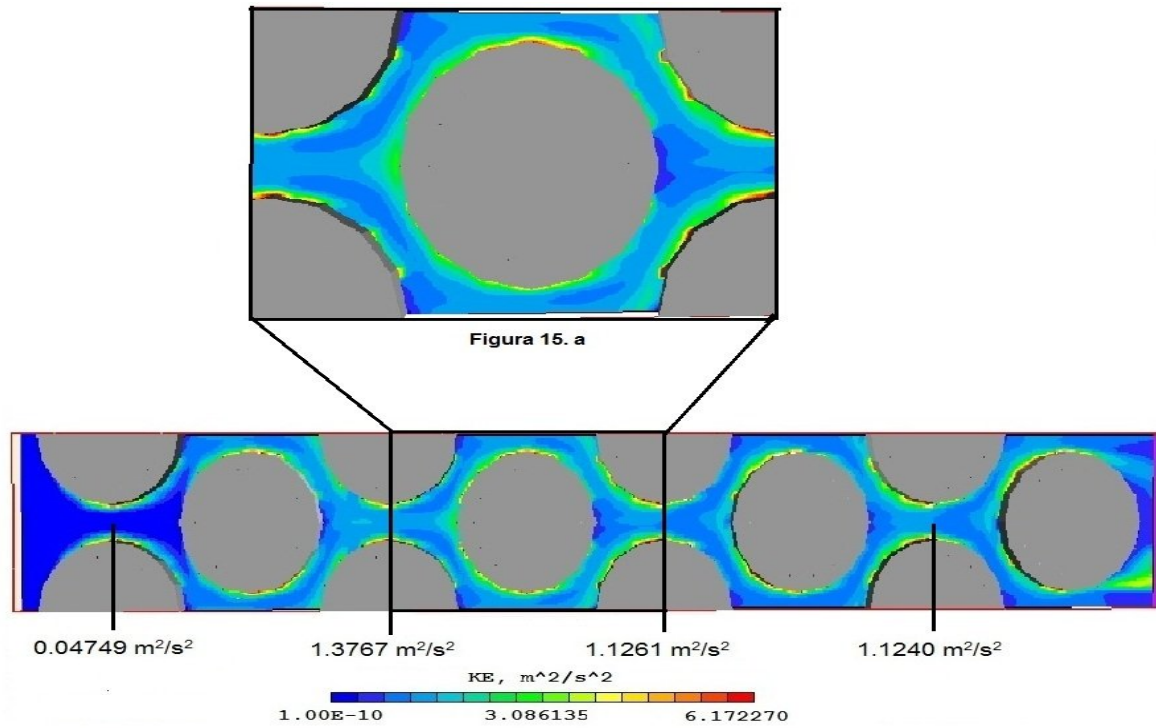 Figura 15. a
0.04749 m²/s² 1.3767 m²/s² 1.1261 m²/s² 1.1240 m²/s²
KE, m^2/s^2
1.00E-10 3.086135 6.172270